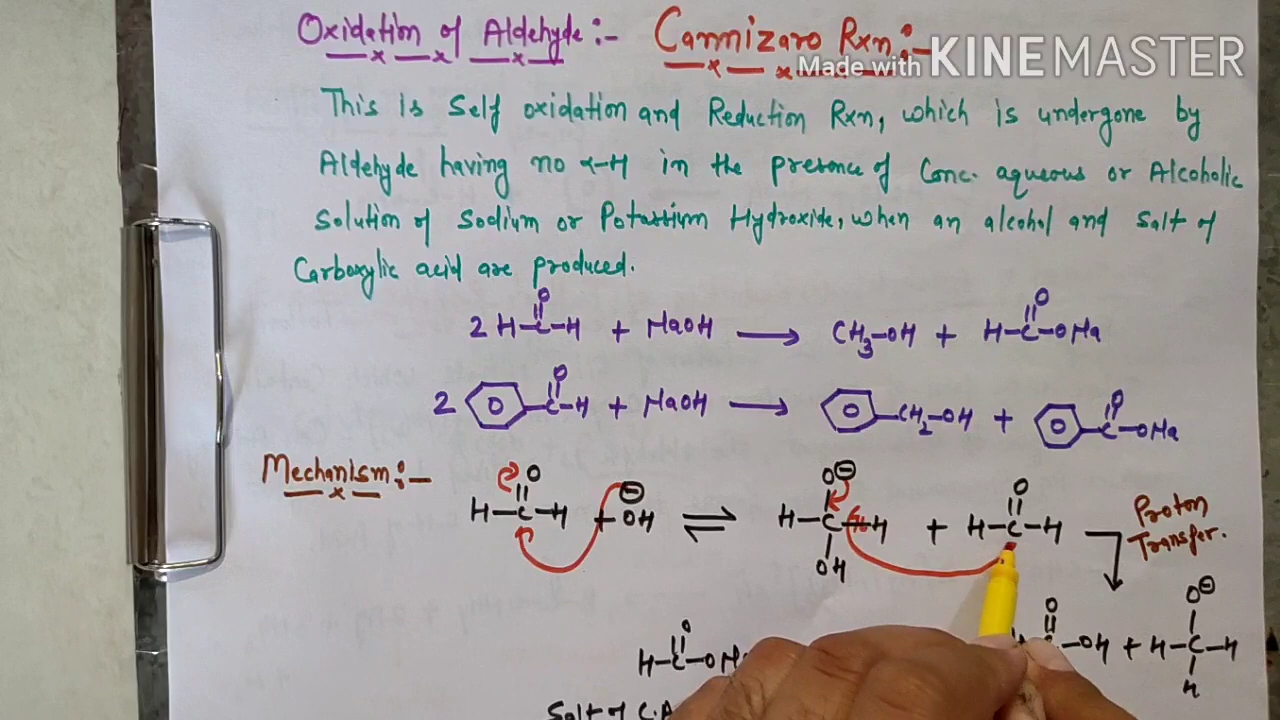 Oxidation of Aldehyde:- Cannizaro Rxn:-
Made with KINEMASTER
This is Self oxidation and Reduction Rxn, which is undergone by
Aldehyde having no α-H in the presence of Conc. aqueous or Alcoholic
Solution of Sodium or Potassium Hydroxide, when an alcohol and Salt of
Carboxylic acid are produced.
O O
2 H-C-H + NaOH → CH3-OH + H-C-ONa
O O
2 C-H + NaOH → CH2-OH + C-ONa
Mechanism:-
O ⊖ O⊖ O
H-C-H + OH ⇌ H-C-H + H-C-H
OH
Proton
Transfer.
O O O⊖
H-C-ONa C-OH + H-C-H
H
Salt of C.A